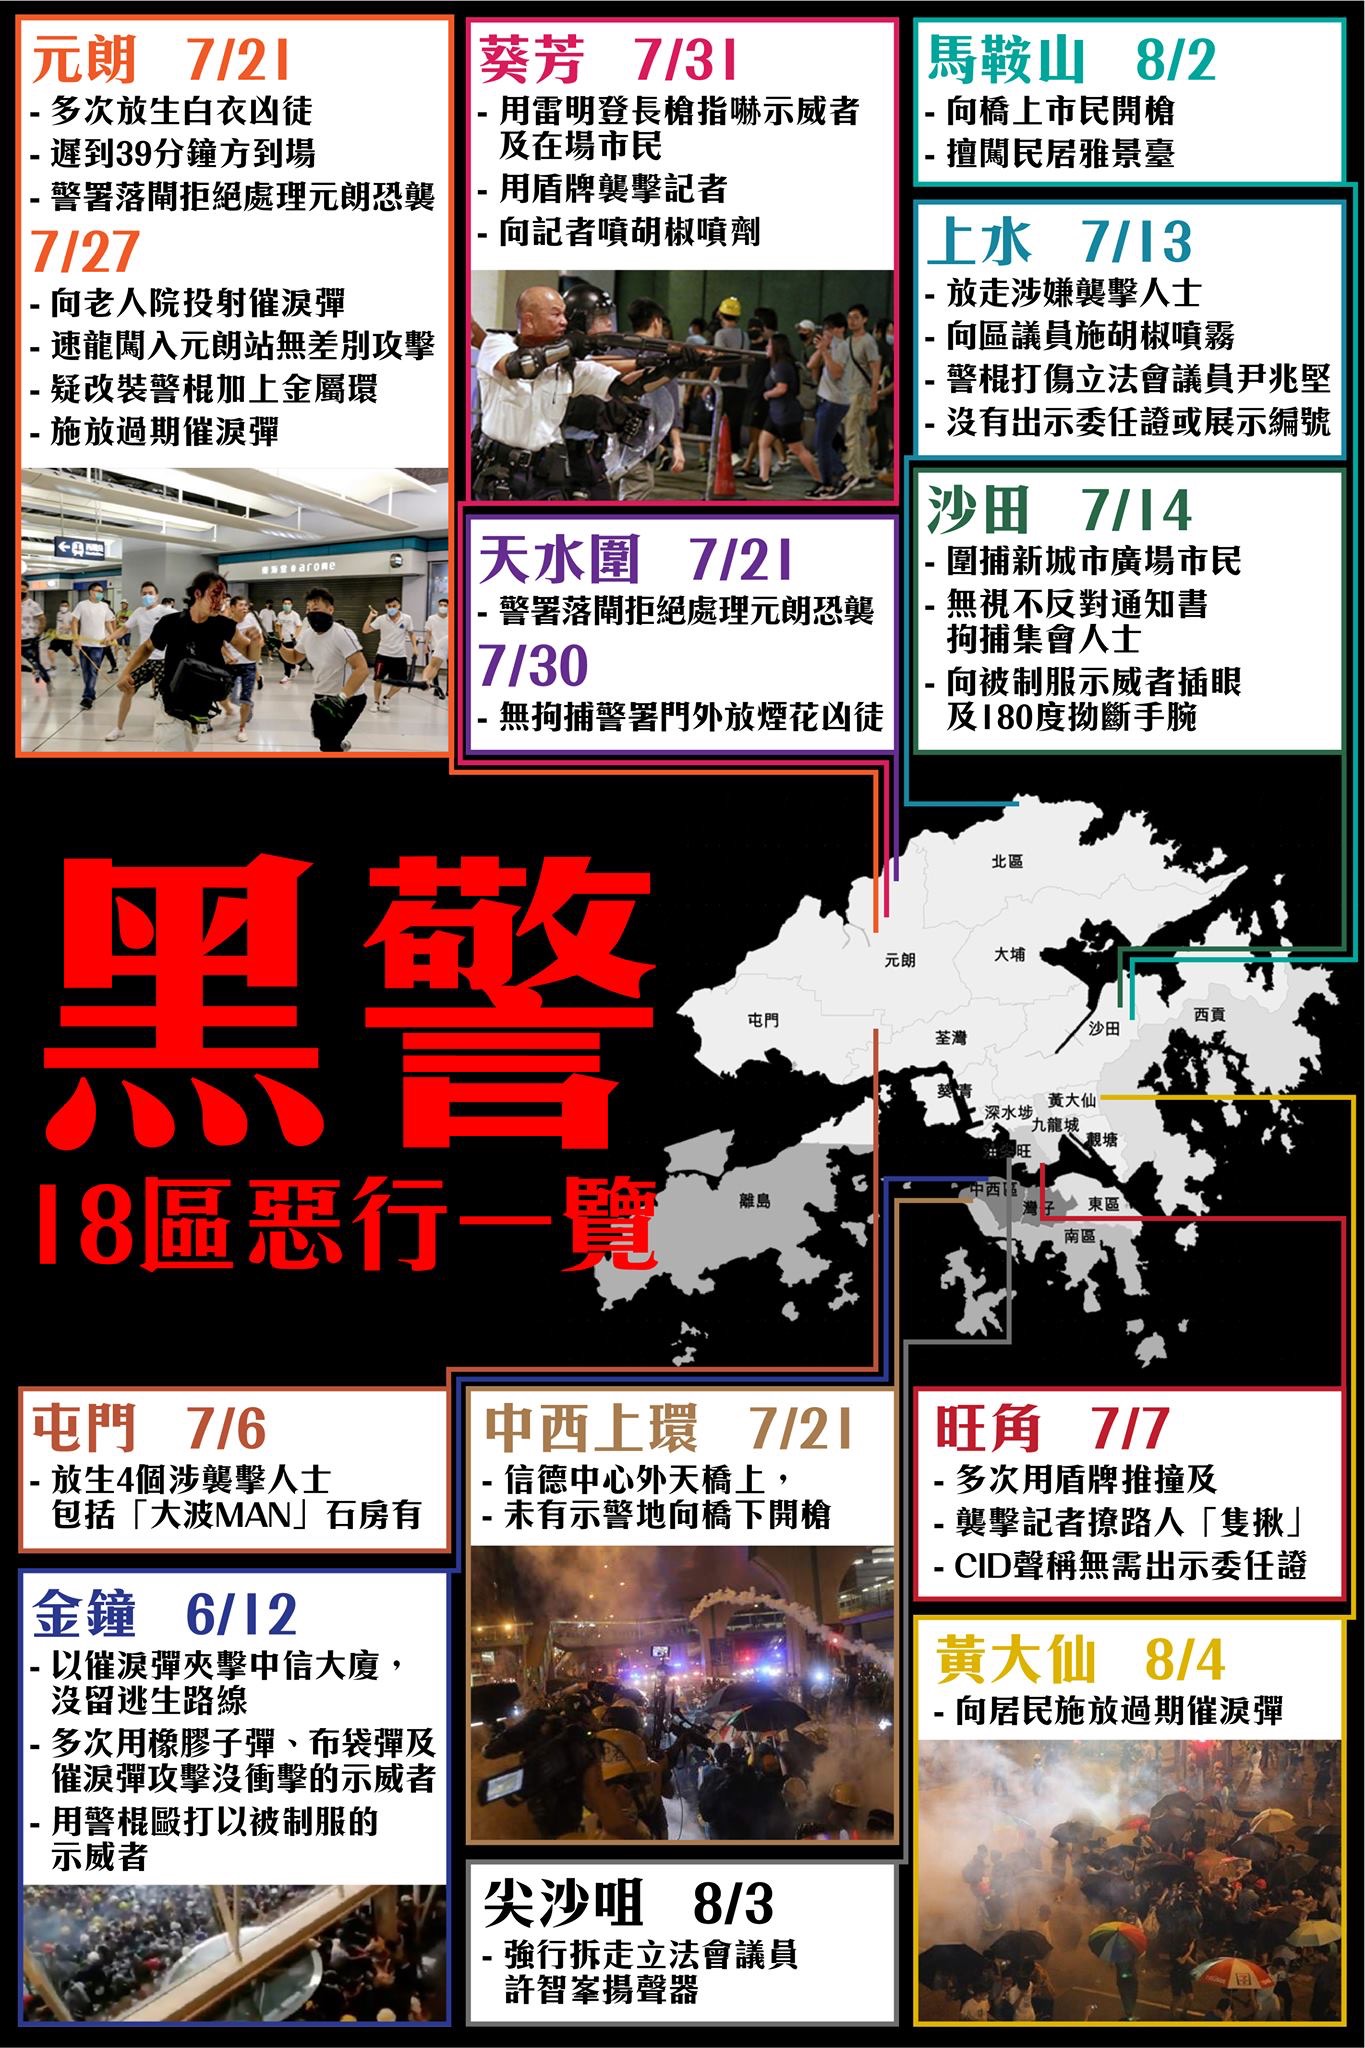 元朗 7/21
- 多次放生白衣凶徒
- 遲到39分鐘方到場
- 警署落閘拒絕處理元朗恐襲
7/27
- 向老人院投射催淚彈
- 速龍闖入元朗站無差別攻擊
- 疑改裝警棍加上金屬環
- 施放過期催淚彈
葵芳 7/31
- 用雷明登長槍指嚇示威者
及在場市民
- 用盾牌襲擊記者
- 向記者噴胡椒噴劑
天水圍 7/21
- 警署落閘拒絕處理元朗恐襲
7/30
- 無拘捕警署門外放煙花凶徒
馬鞍山 8/2
- 向橋上市民開槍
- 擅闖民居雅景臺
上水 7/13
- 放走涉嫌襲擊人士
- 向區議員施胡椒噴霧
- 警棍打傷立法會議員尹兆堅
- 沒有出示委任證或展示編號
沙田 7/14
- 圍捕新城市廣場市民
- 無視不反對通知書
拘捕集會人士
- 向被制服示威者插眼
及180度拗斷手腕
黑警
18區惡行一覽
北區
元朗
大埔
屯門
荃灣
沙田
西貢
葵青
深水埗
黃大仙
九龍城
觀塘
油尖旺
離島
中西區
灣仔
東區
南區
屯門 7/6
- 放生4個涉襲擊人士
包括「大波MAN」石房有
金鐘 6/12
- 以催淚彈夾擊中信大廈，
沒留逃生路線
- 多次用橡膠子彈、布袋彈及
催淚彈攻擊沒衝擊的示威者
- 用警棍毆打以被制服的
示威者
中西上環 7/21
- 信德中心外天橋上，
- 未有示警地向橋下開槍
尖沙咀 8/3
- 強行拆走立法會議員
許智峯揚聲器
旺角 7/7
- 多次用盾牌推撞及
- 襲擊記者撩路人「隻揪」
- CID聲稱無需出示委任證
黃大仙 8/4
- 向居民施放過期催淚彈